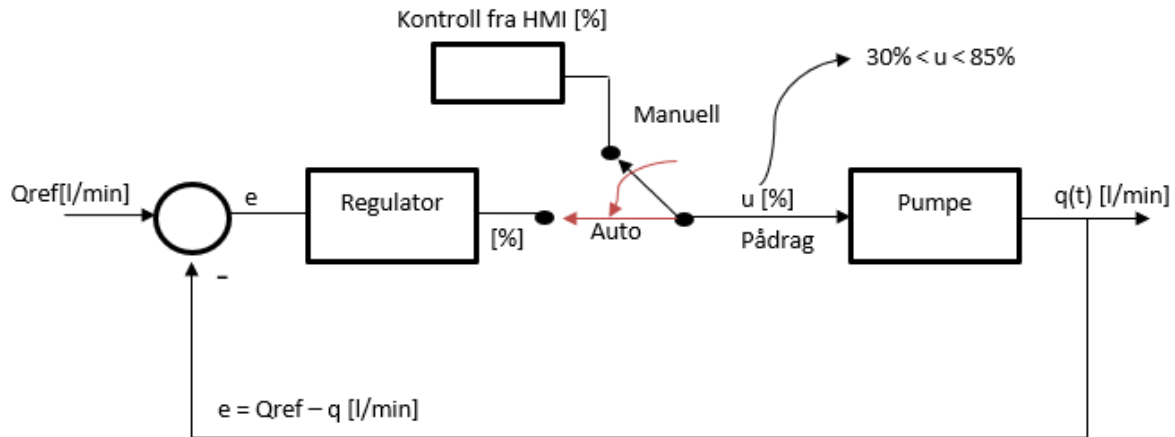 Kontroll fra HMI [%]
30% < u < 85%
Manuell
Qref[l/min]
e
Regulator
[%]
Auto
u [%]
Pådrag
Pumpe
q(t) [l/min]
-
e = Qref – q [l/min]